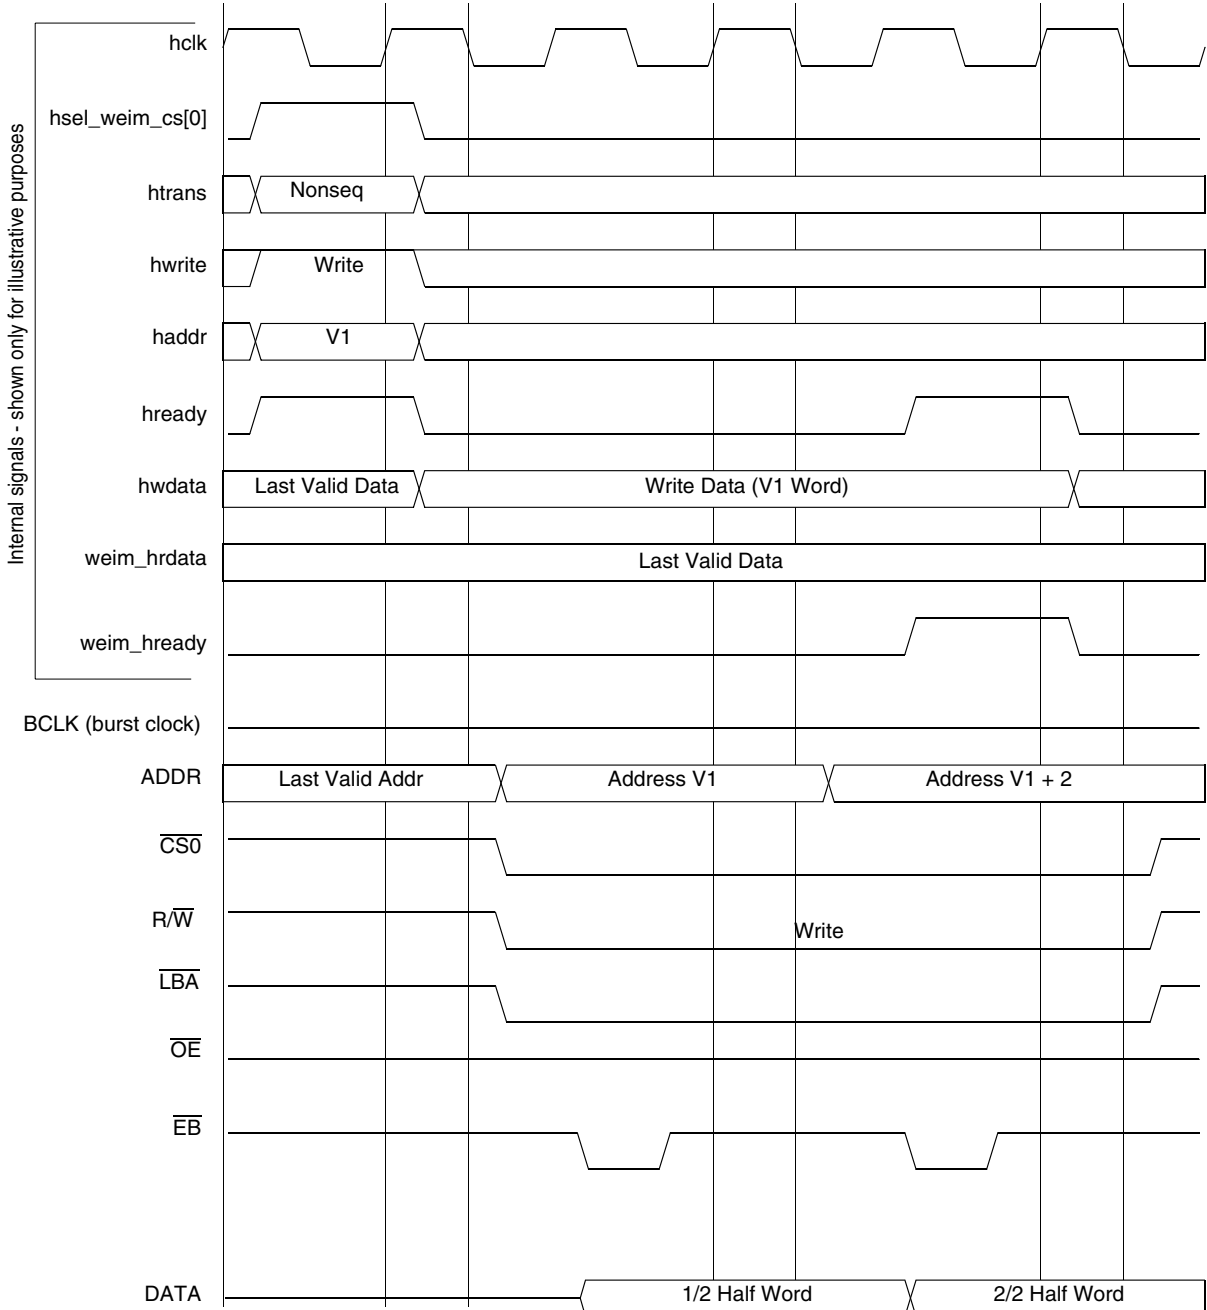 Internal signals - shown only for illustrative purposes
hclk
hsel_weim_cs[0]
htrans Nonseq
hwrite Write
haddr V1
hready
hwdata Last Valid Data Write Data (V1 Word)
weim_hrdata Last Valid Data
weim_hready
BCLK (burst clock)
ADDR Last Valid Addr Address V1 Address V1 + 2
CS0
R/W Write
LBA
OE
EB
DATA 1/2 Half Word 2/2 Half Word